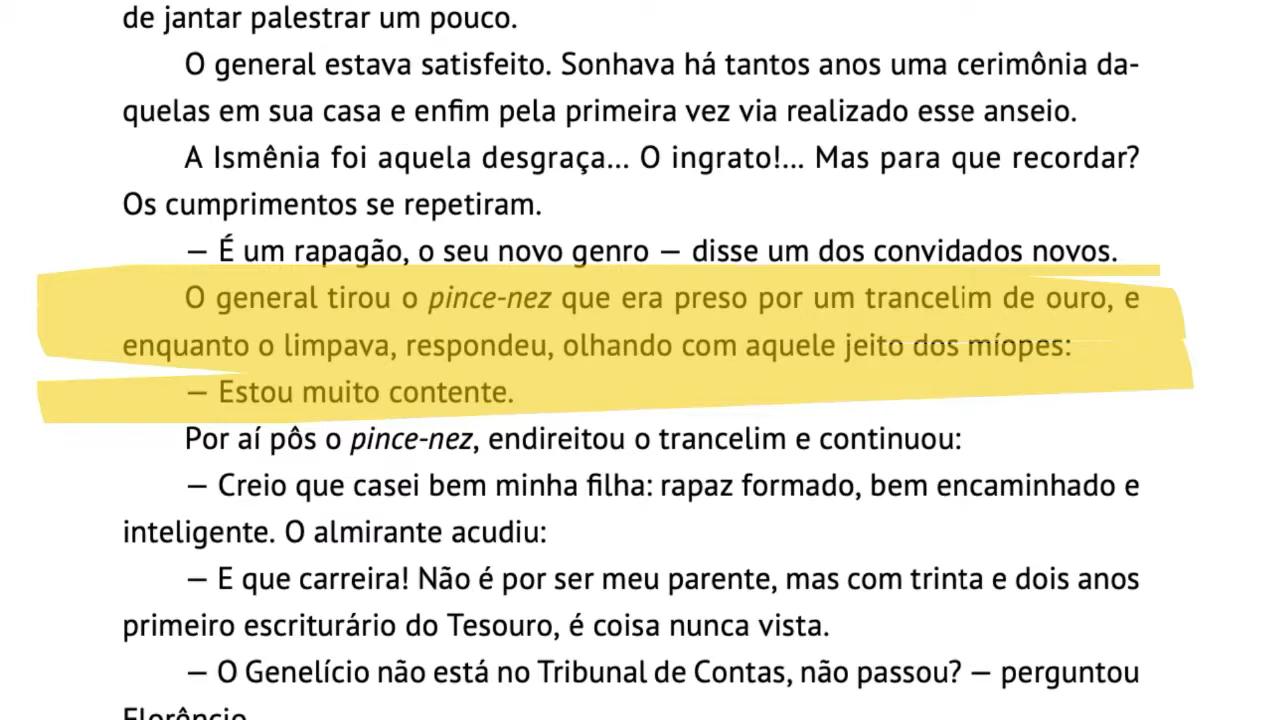 de jantar palestrar um pouco.
O general estava satisfeito. Sonhava há tantos anos uma cerimônia da-
quelas em sua casa e enfim pela primeira vez via realizado esse anseio.
A Ismênia foi aquela desgraça... O ingrato!... Mas para que recordar?
Os cumprimentos se repetiram.
— É um rapagão, o seu novo genro — disse um dos convidados novos.
O general tirou o pince-nez que era preso por um trancelim de ouro, e
enquanto o limpava, respondeu, olhando com aquele jeito dos míopes:
— Estou muito contente.
Por aí pôs o pince-nez, endireitou o trancelim e continuou:
— Creio que casei bem minha filha: rapaz formado, bem encaminhado e
inteligente. O almirante acudiu:
— E que carreira! Não é por ser meu parente, mas com trinta e dois anos
primeiro escriturário do Tesouro, é coisa nunca vista.
— O Genelício não está no Tribunal de Contas, não passou? — perguntou
Florêncio.